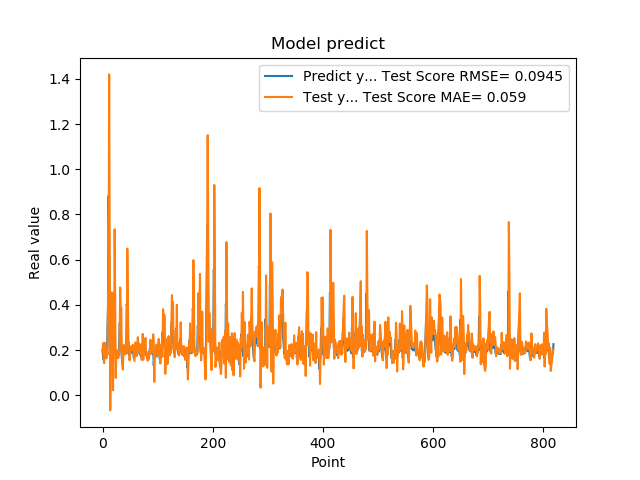 Model predict
Predict y... Test Score RMSE= 0.0945
Test y... Test Score MAE= 0.059
Real value
1.4
1.2
1.0
0.8
0.6
0.4
0.2
0.0
0 200 400 600 800
Point